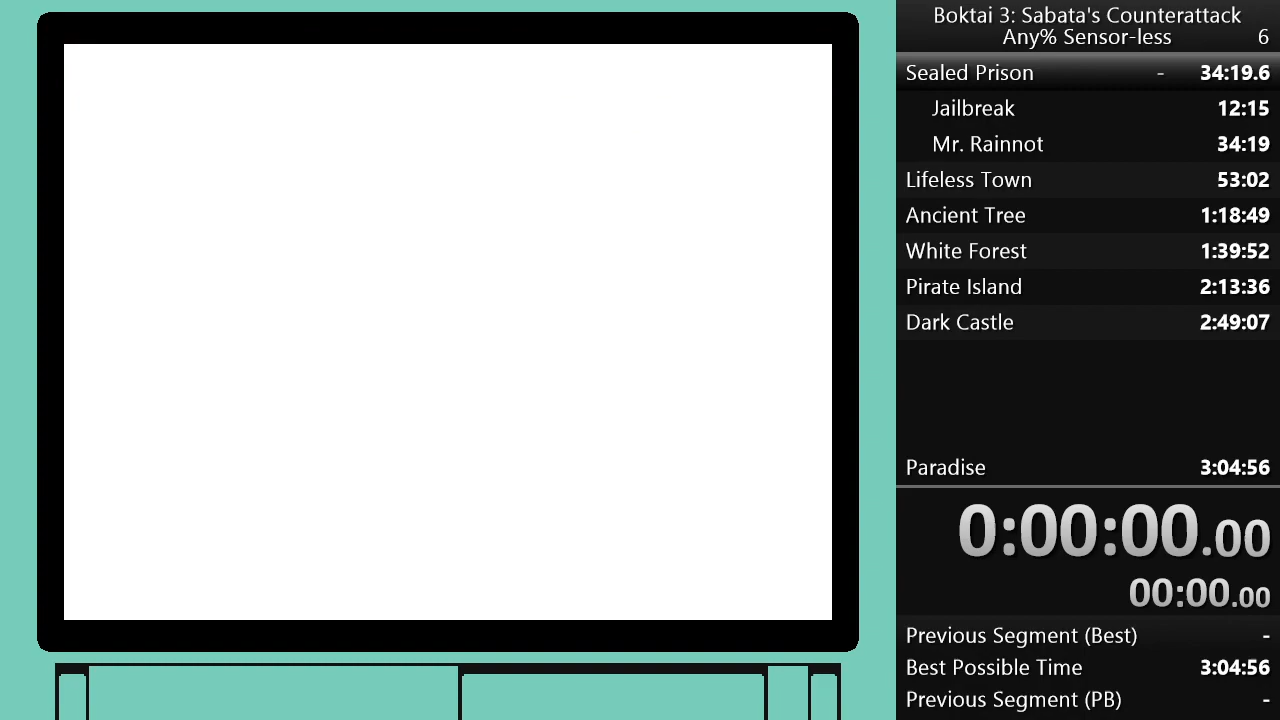 Boktai 3: Sabata's Counterattack
Any% Sensor-less 6
Sealed Prison - 34:19.6
Jailbreak 12:15
Mr. Rainnot 34:19
Lifeless Town 53:02
Ancient Tree 1:18:49
White Forest 1:39:52
Pirate Island 2:13:36
Dark Castle 2:49:07
Paradise 3:04:56
0:00:00.00
00:00.00
Previous Segment (Best) -
Best Possible Time 3:04:56
Previous Segment (PB) -